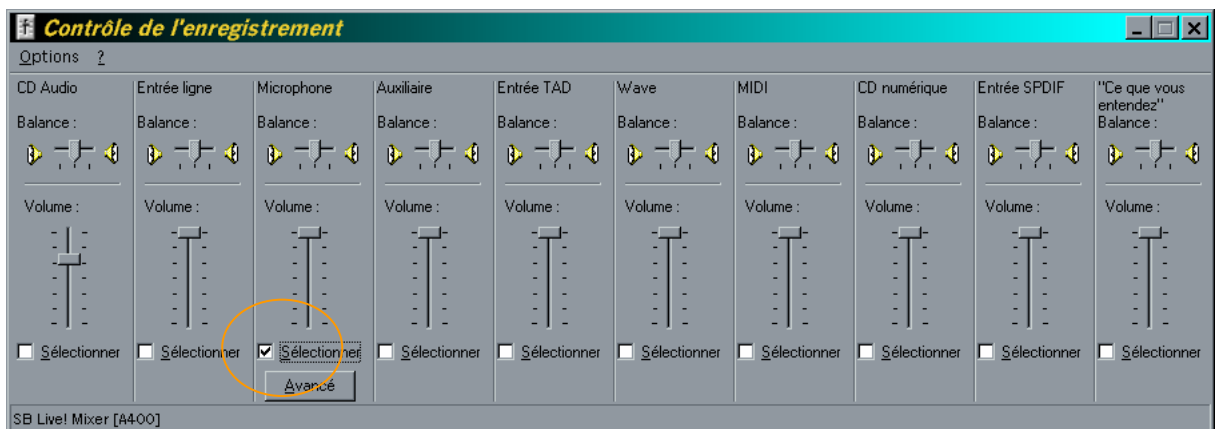 Contrôle de l'enregistrement
Options ?
CD Audio Entrée ligne Microphone Auxiliaire Entrée TAD Wave MIDI CD numérique Entrée SPDIF "Ce que vous
entendez"
Balance : Balance : Balance : Balance : Balance : Balance : Balance : Balance : Balance : Balance :
Volume : Volume : Volume : Volume : Volume : Volume : Volume : Volume : Volume : Volume :
Sélectionner Sélectionner Sélectionner Sélectionner Sélectionner Sélectionner Sélectionner Sélectionner Sélectionner Sélectionner
Avancé
SB Live! Mixer [A400]